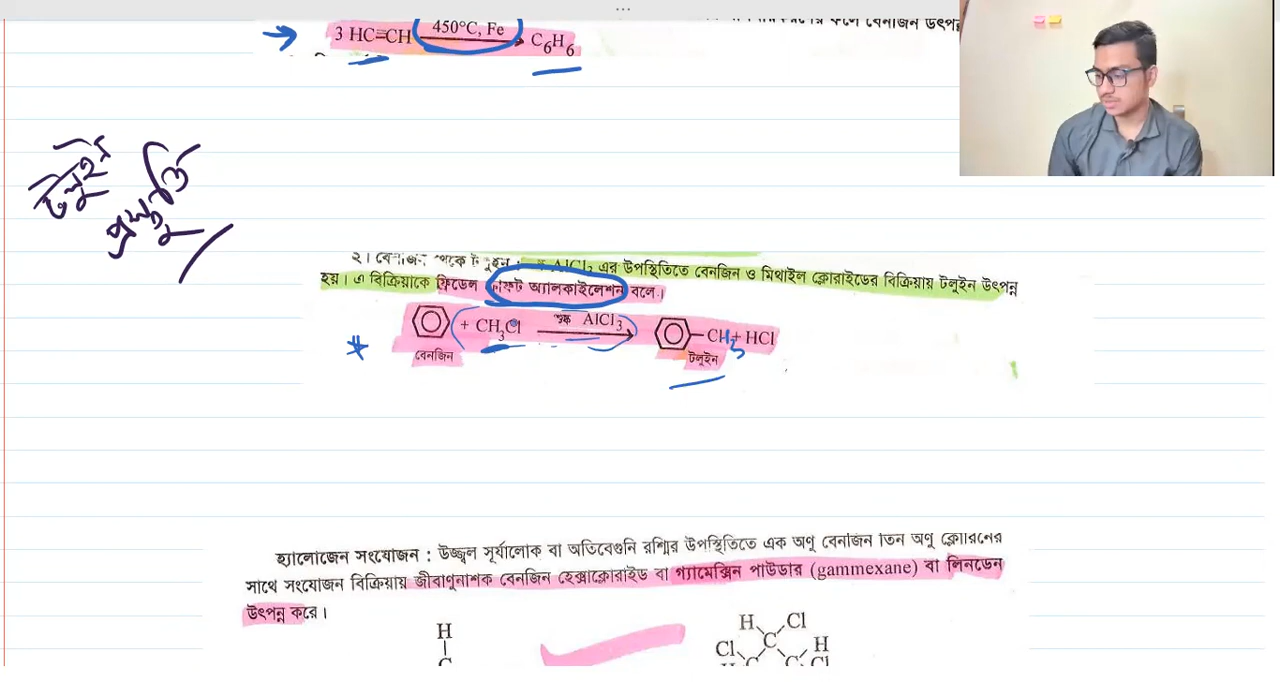 3 HC≡CH 450°C, Fe C₆H₆
টলুইন
প্রস্তুতি
২। বেনজিন থেকে টলুইন : শুষ্ক AlCl₃ এর উপস্থিতিতে বেনজিন ও মিথাইল ক্লোরাইডের বিক্রিয়ায় টলুইন উৎপন্ন
হয়। এ বিক্রিয়াকে ফ্রিডেল ক্রাফট অ্যালকাইলেশন বলে।
+ CH₃Cl শুষ্ক AlCl₃ CH₃ + HCl
বেনজিন টলুইন
হ্যালোজেন সংযোজন : উজ্জ্বল সূর্যালোক বা অতিবেগুনি রশ্মির উপস্থিতিতে এক অণু বেনজিন তিন অণু ক্লোরিনের
সাথে সংযোজন বিক্রিয়ায় জীবাণুনাশক বেনজিন হেক্সাক্লোরাইড বা গ্যামেক্সিন পাউডার (gammexane) বা লিনডেন
উৎপন্ন করে।
H H Cl
Cl C H
C C Cl